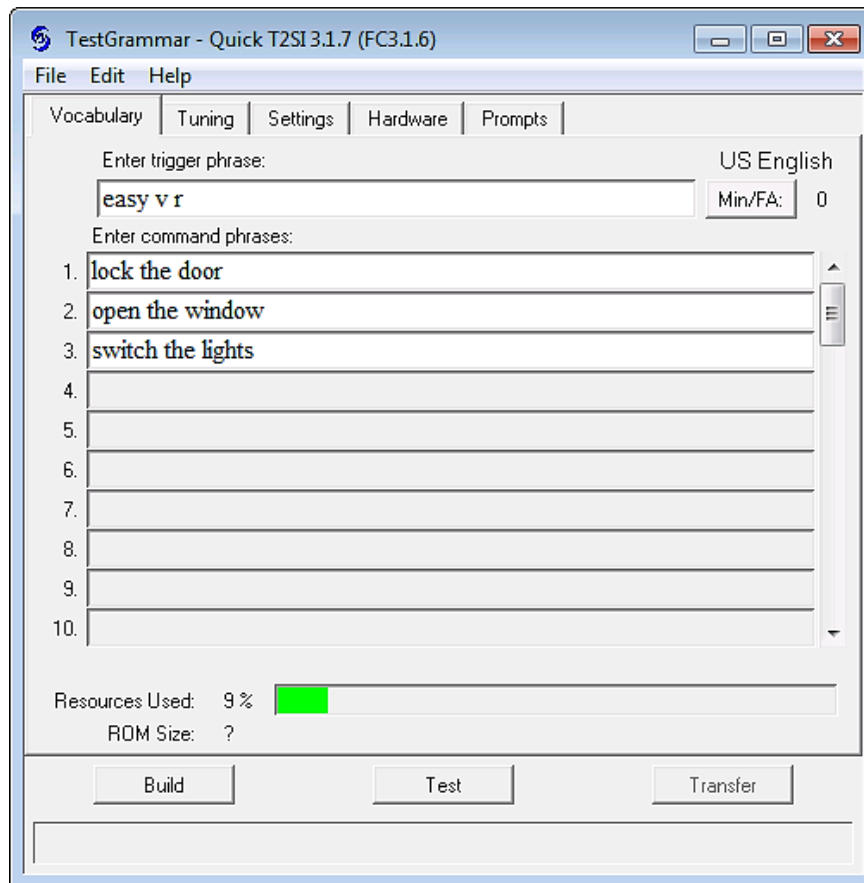 TestGrammar - Quick T2SI 3.1.7 (FC3.1.6)
File Edit Help
Vocabulary Tuning Settings Hardware Prompts
Enter trigger phrase: US English
easy v r Min/FA: 0
Enter command phrases:
1. lock the door
2. open the window
3. switch the lights
4.
5.
6.
7.
8.
9.
10.
Resources Used: 9 %
ROM Size: ?
Build Test Transfer